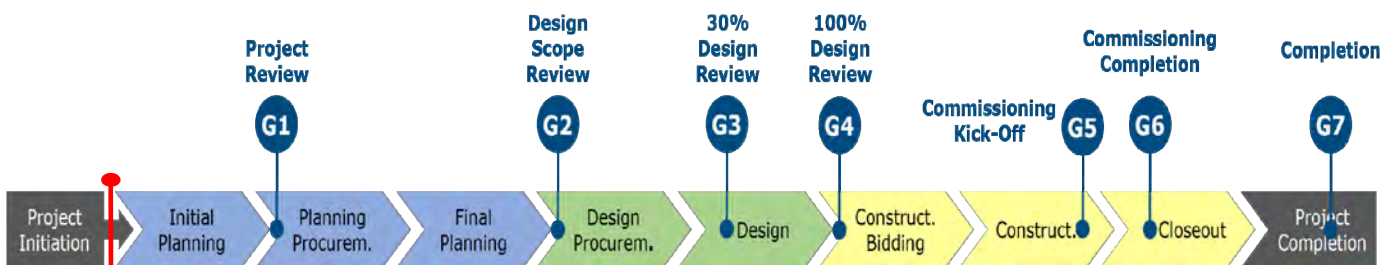 Project
Review
G1
Design
Scope
Review
G2
30%
Design
Review
G3
100%
Design
Review
G4
Commissioning
Kick-Off
G5
Commissioning
Completion
G6
Completion
G7
Project
Initiation
Initial
Planning
Planning
Procurem.
Final
Planning
Design
Procurem.
Design
Construct.
Bidding
Construct.
Closeout
Project
Completion